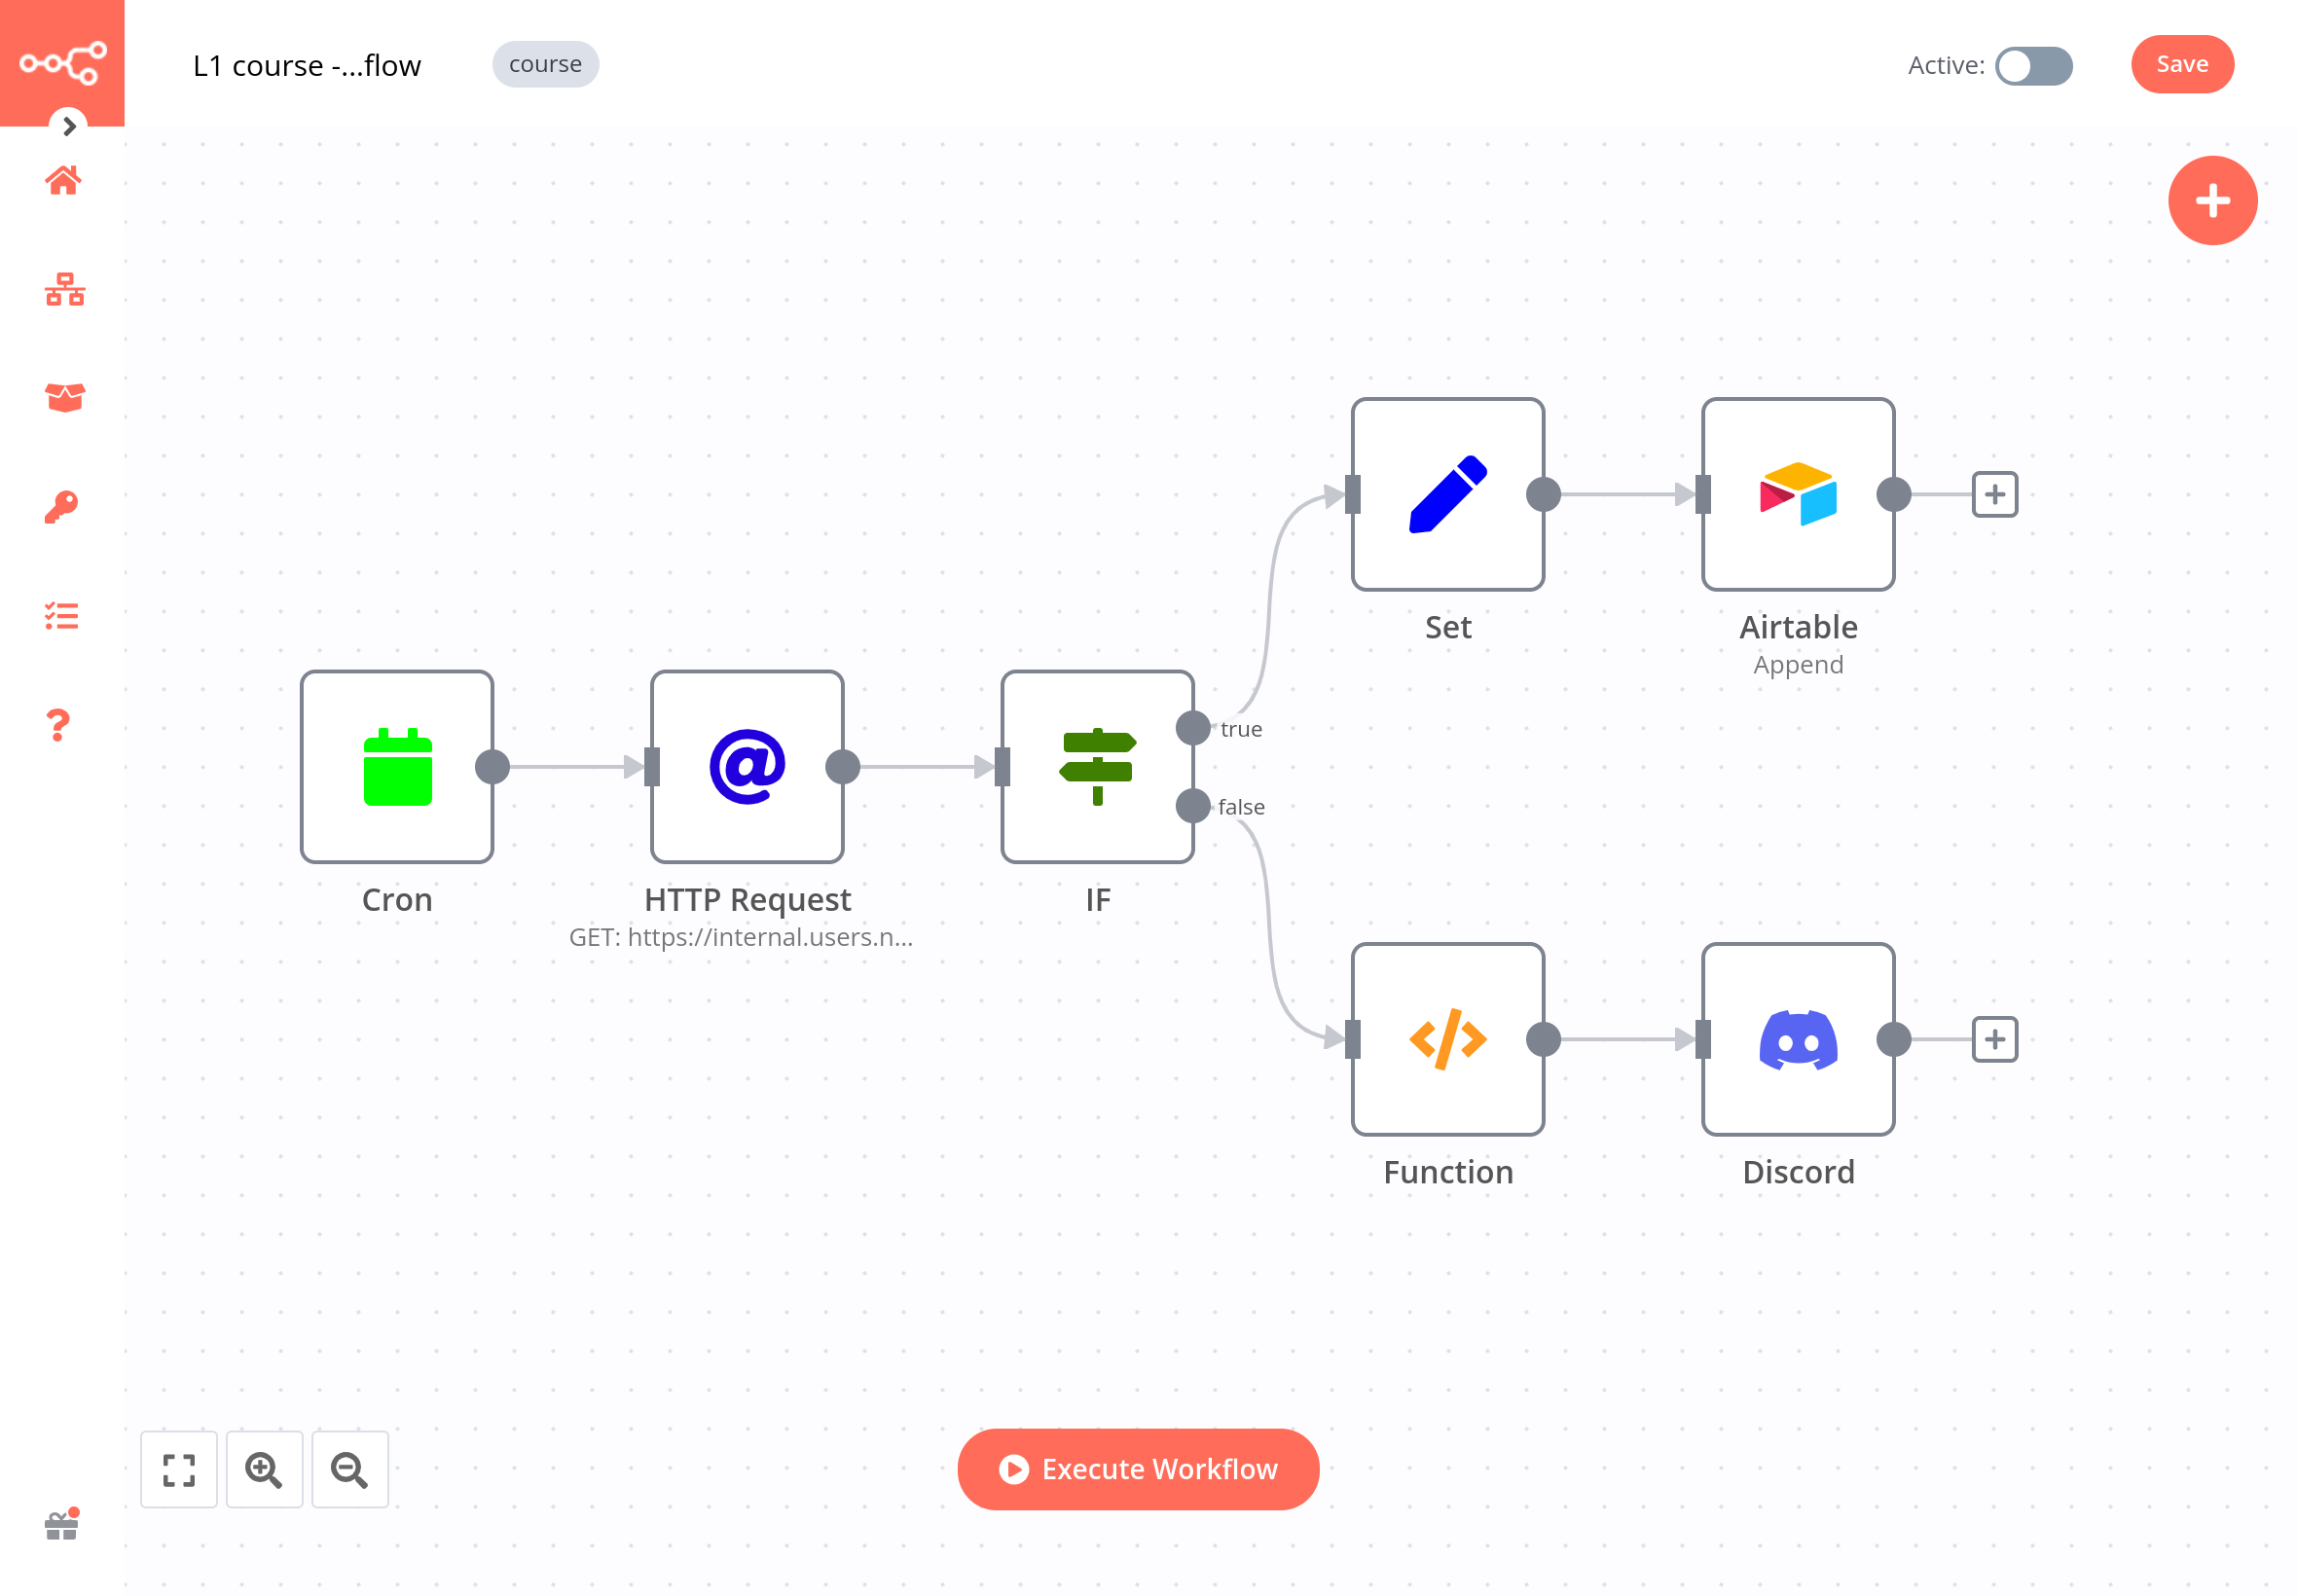 L1 course -...flow
course
Active:
Save
Set
Airtable
Append
true
false
Cron
HTTP Request
GET: https://internal.users.n...
IF
Function
Discord
Execute Workflow